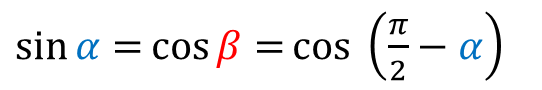 sin α = cos β = cos (π/2 − α)